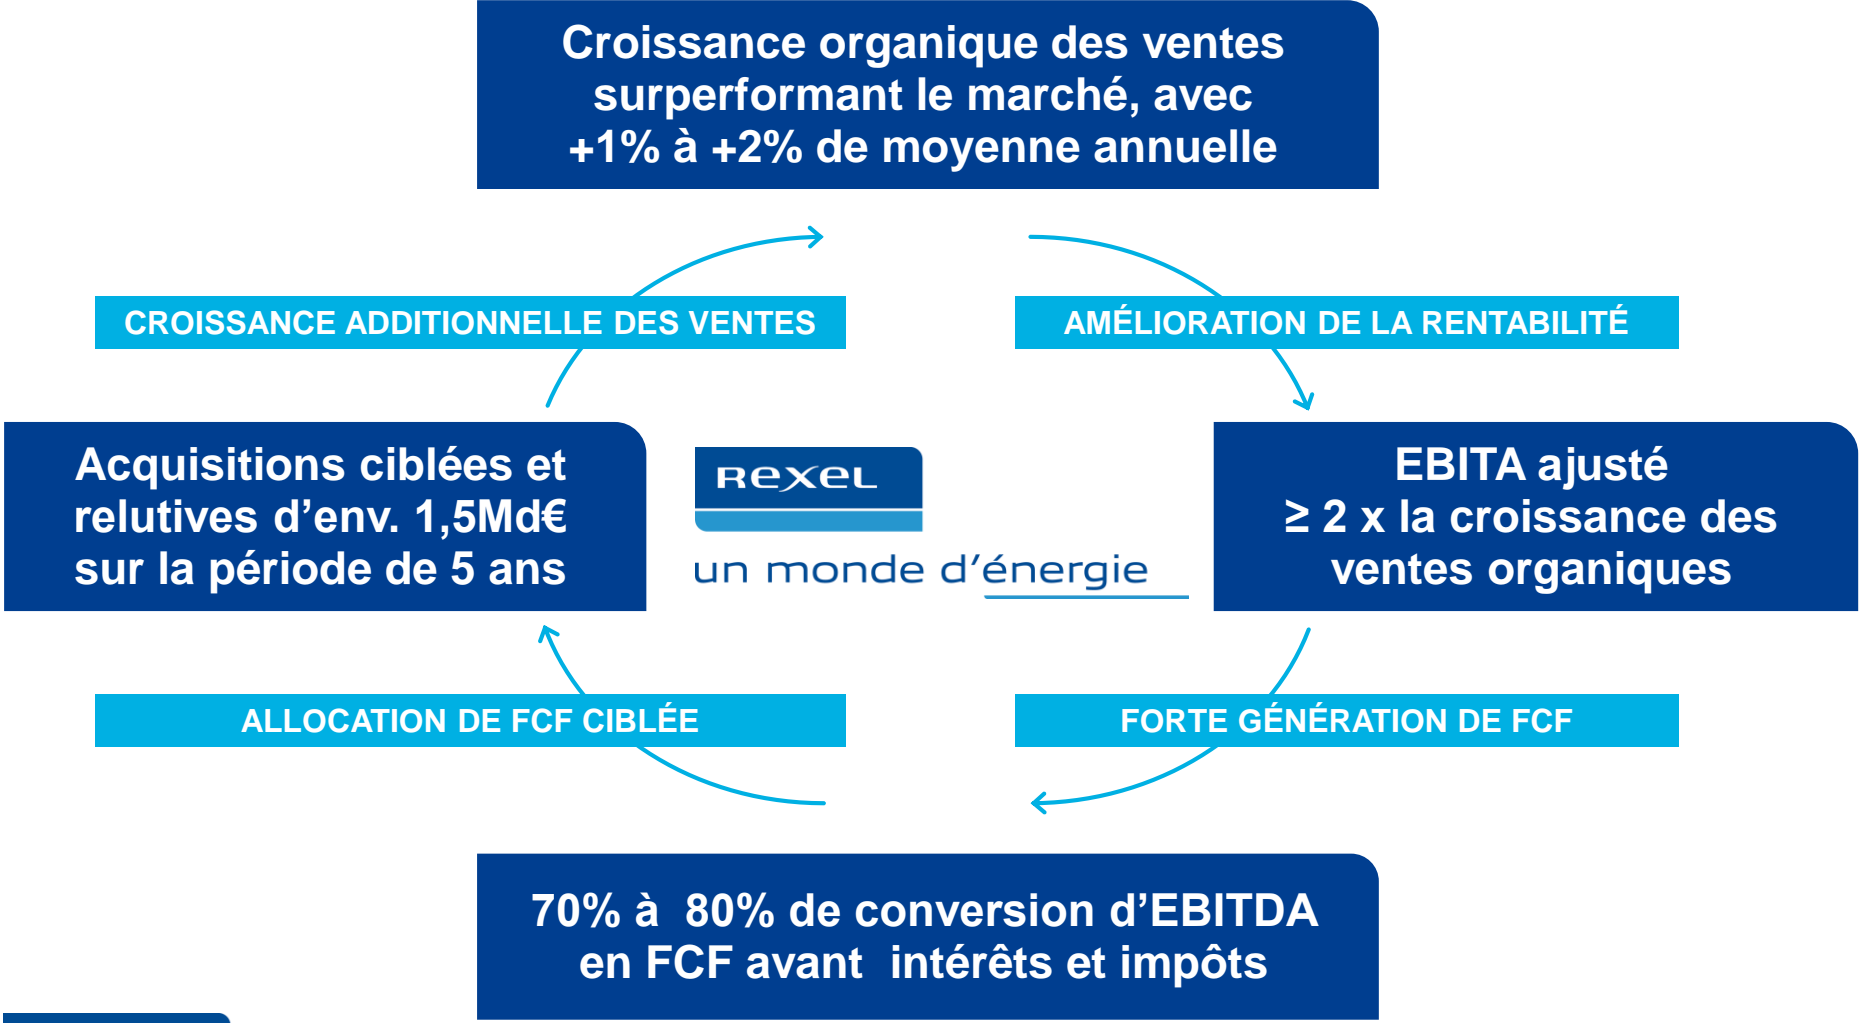 Croissance organique des ventes
surperformant le marché, avec
+1% à +2% de moyenne annuelle
CROISSANCE ADDITIONNELLE DES VENTES
AMÉLIORATION DE LA RENTABILITÉ
Acquisitions ciblées et
relutives d’env. 1,5Md€
sur la période de 5 ans
REXEL
un monde d’énergie
EBITA ajusté
≥ 2 x la croissance des
ventes organiques
ALLOCATION DE FCF CIBLÉE
FORTE GÉNÉRATION DE FCF
70% à  80% de conversion d’EBITDA
en FCF avant  intérêts et impôts